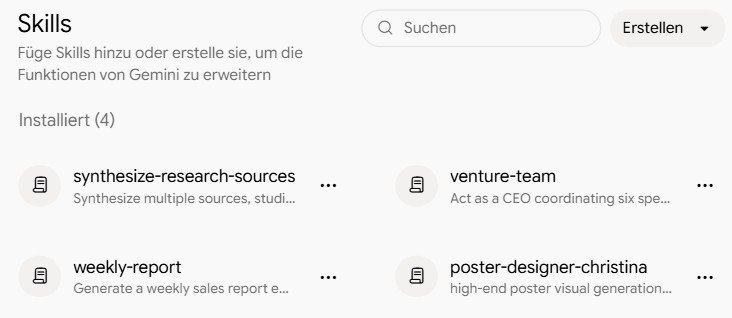 Skills
Suchen
Erstellen
Füge Skills hinzu oder erstelle sie, um die
Funktionen von Gemini zu erweitern
Installiert (4)
synthesize-research-sources
Synthesize multiple sources, studi...
venture-team
Act as a CEO coordinating six spe...
weekly-report
Generate a weekly sales report e...
poster-designer-christina
high-end poster visual generation...